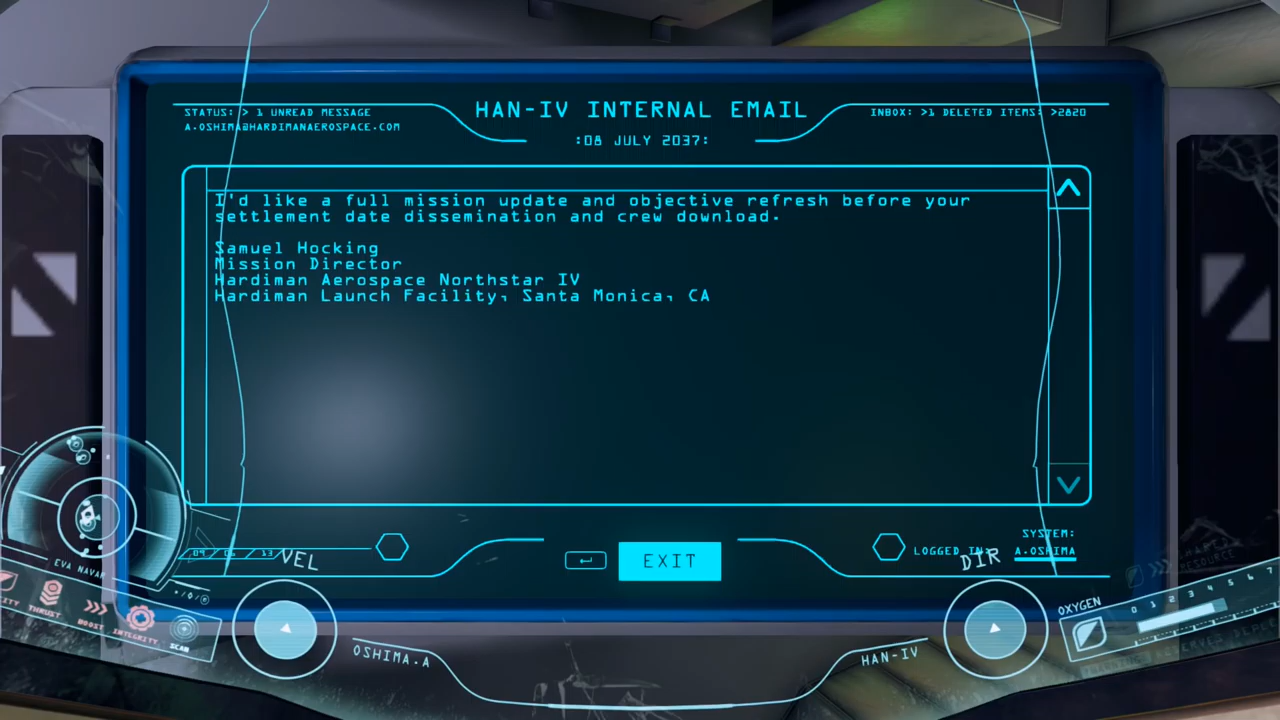 HAN-IV INTERNAL EMAIL
:08 JULY 2037:
STATUS: > 1 UNREAD MESSAGE
A.OSHIMA@HARDIMANAEROSPACE.COM
INBOX: >1 DELETED ITEMS: >2820
I'd like a full mission update and objective refresh before your
settlement date dissemination and crew download.
Samuel Hocking
Mission Director
Hardiman Aerospace Northstar IV
Hardiman Launch Facility, Santa Monica, CA
EXIT
SYSTEM:
LOGGED IN: A.OSHIMA
VEL
DIR
EVA NAVAR
THRUST
BOOST
INTEGRITY
SCAN
OSHIMA.A
HAN-IV
OXYGEN
0 1 2 3 4 5 6 7